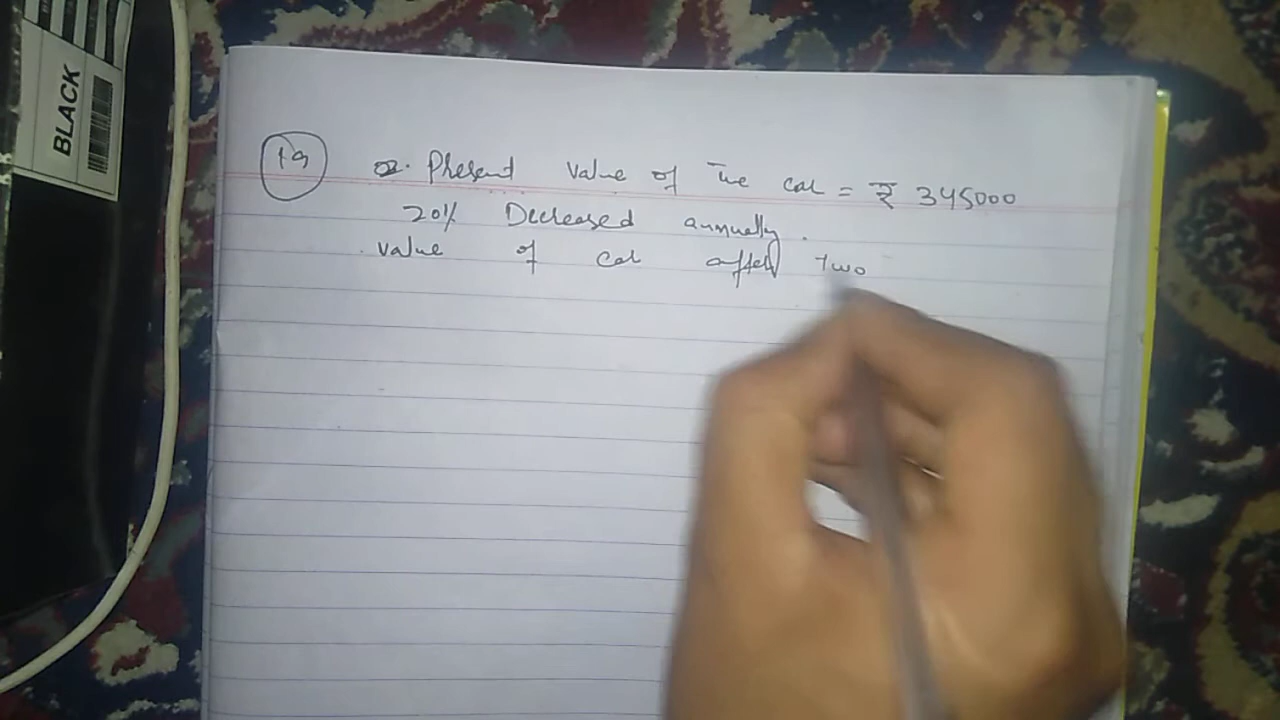 BLACK
19 Present value of The car = ₹ 345000
20% Decreased annually.
value of car after Two